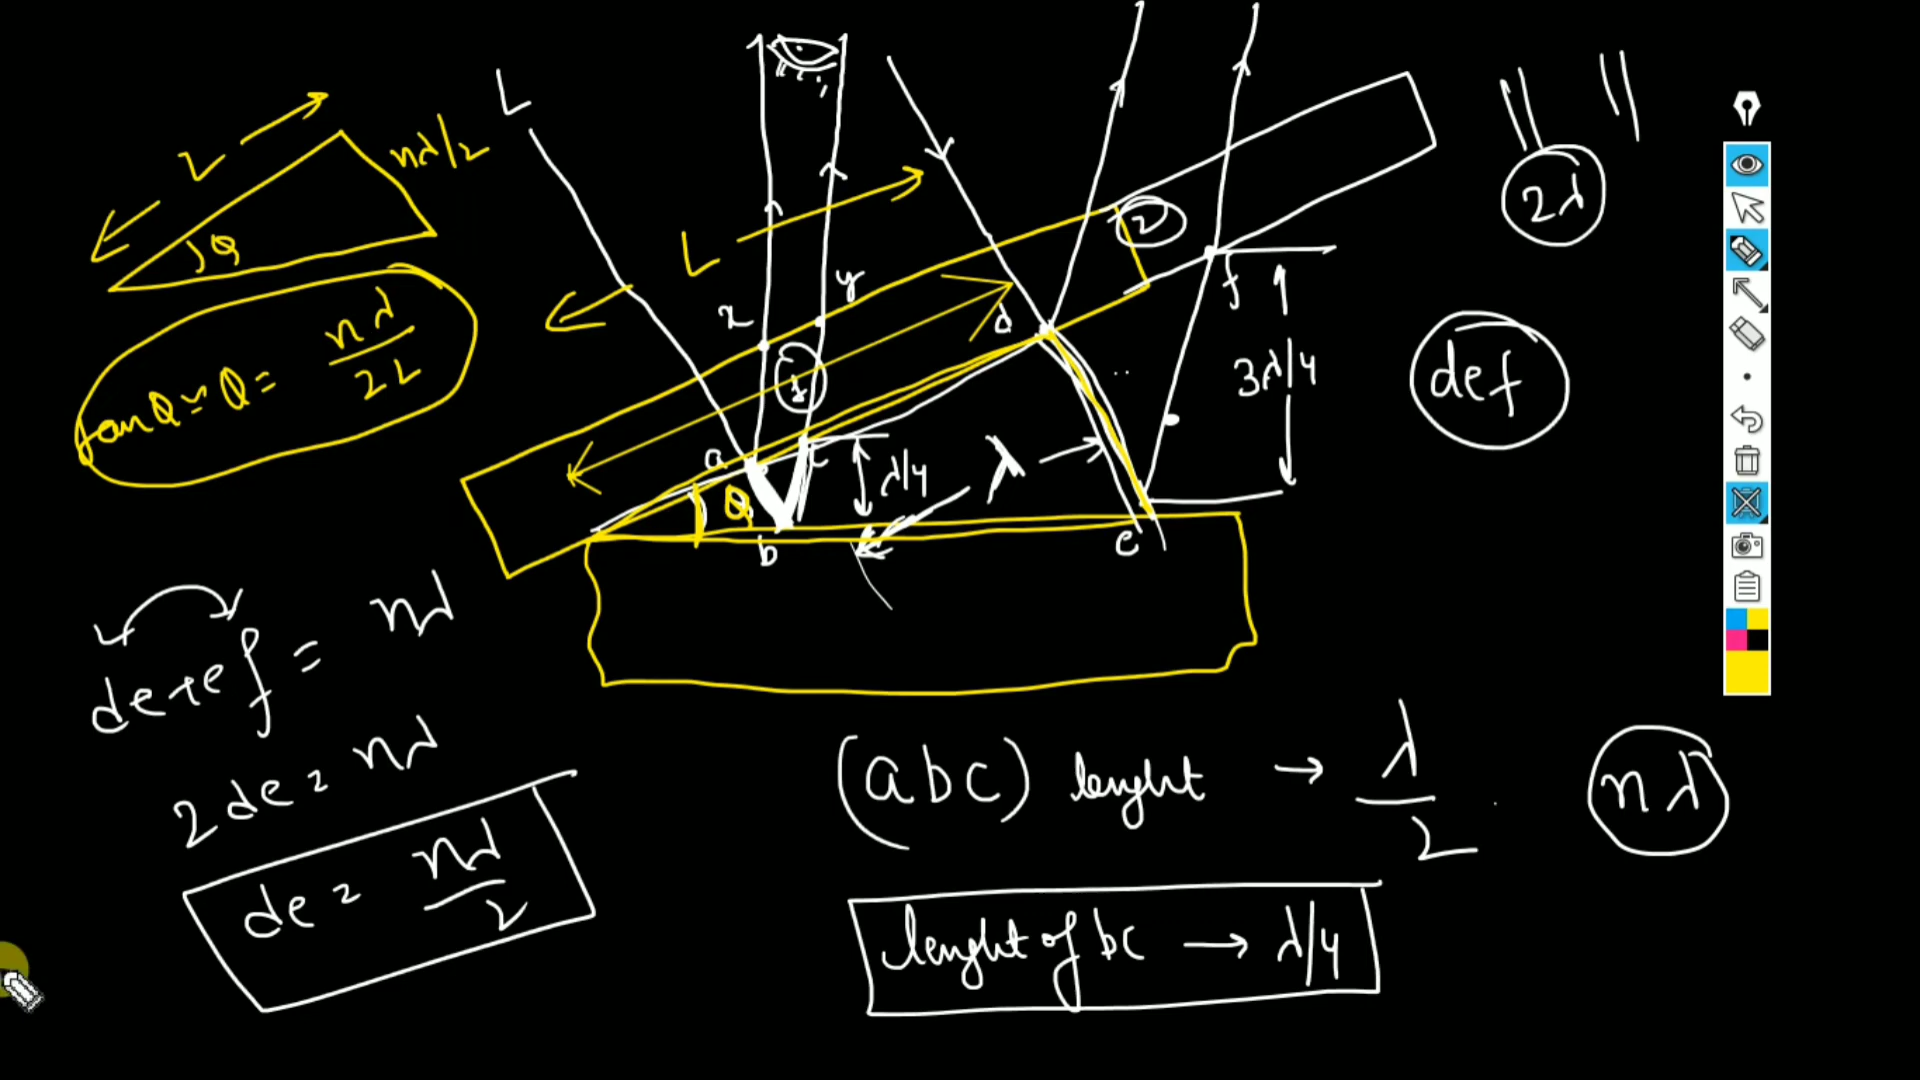 L
L
nλ/2
θ
tanθ ≃ θ = nλ/2L
L
x
y
1
2
a
b
c
d
e
f
θ
λ/4
λ
3λ/4
2λ
def
de+ef = nλ
2de = nλ
de = nλ/2
(abc) lenght → λ/2
nλ
lenght of bc → λ/4